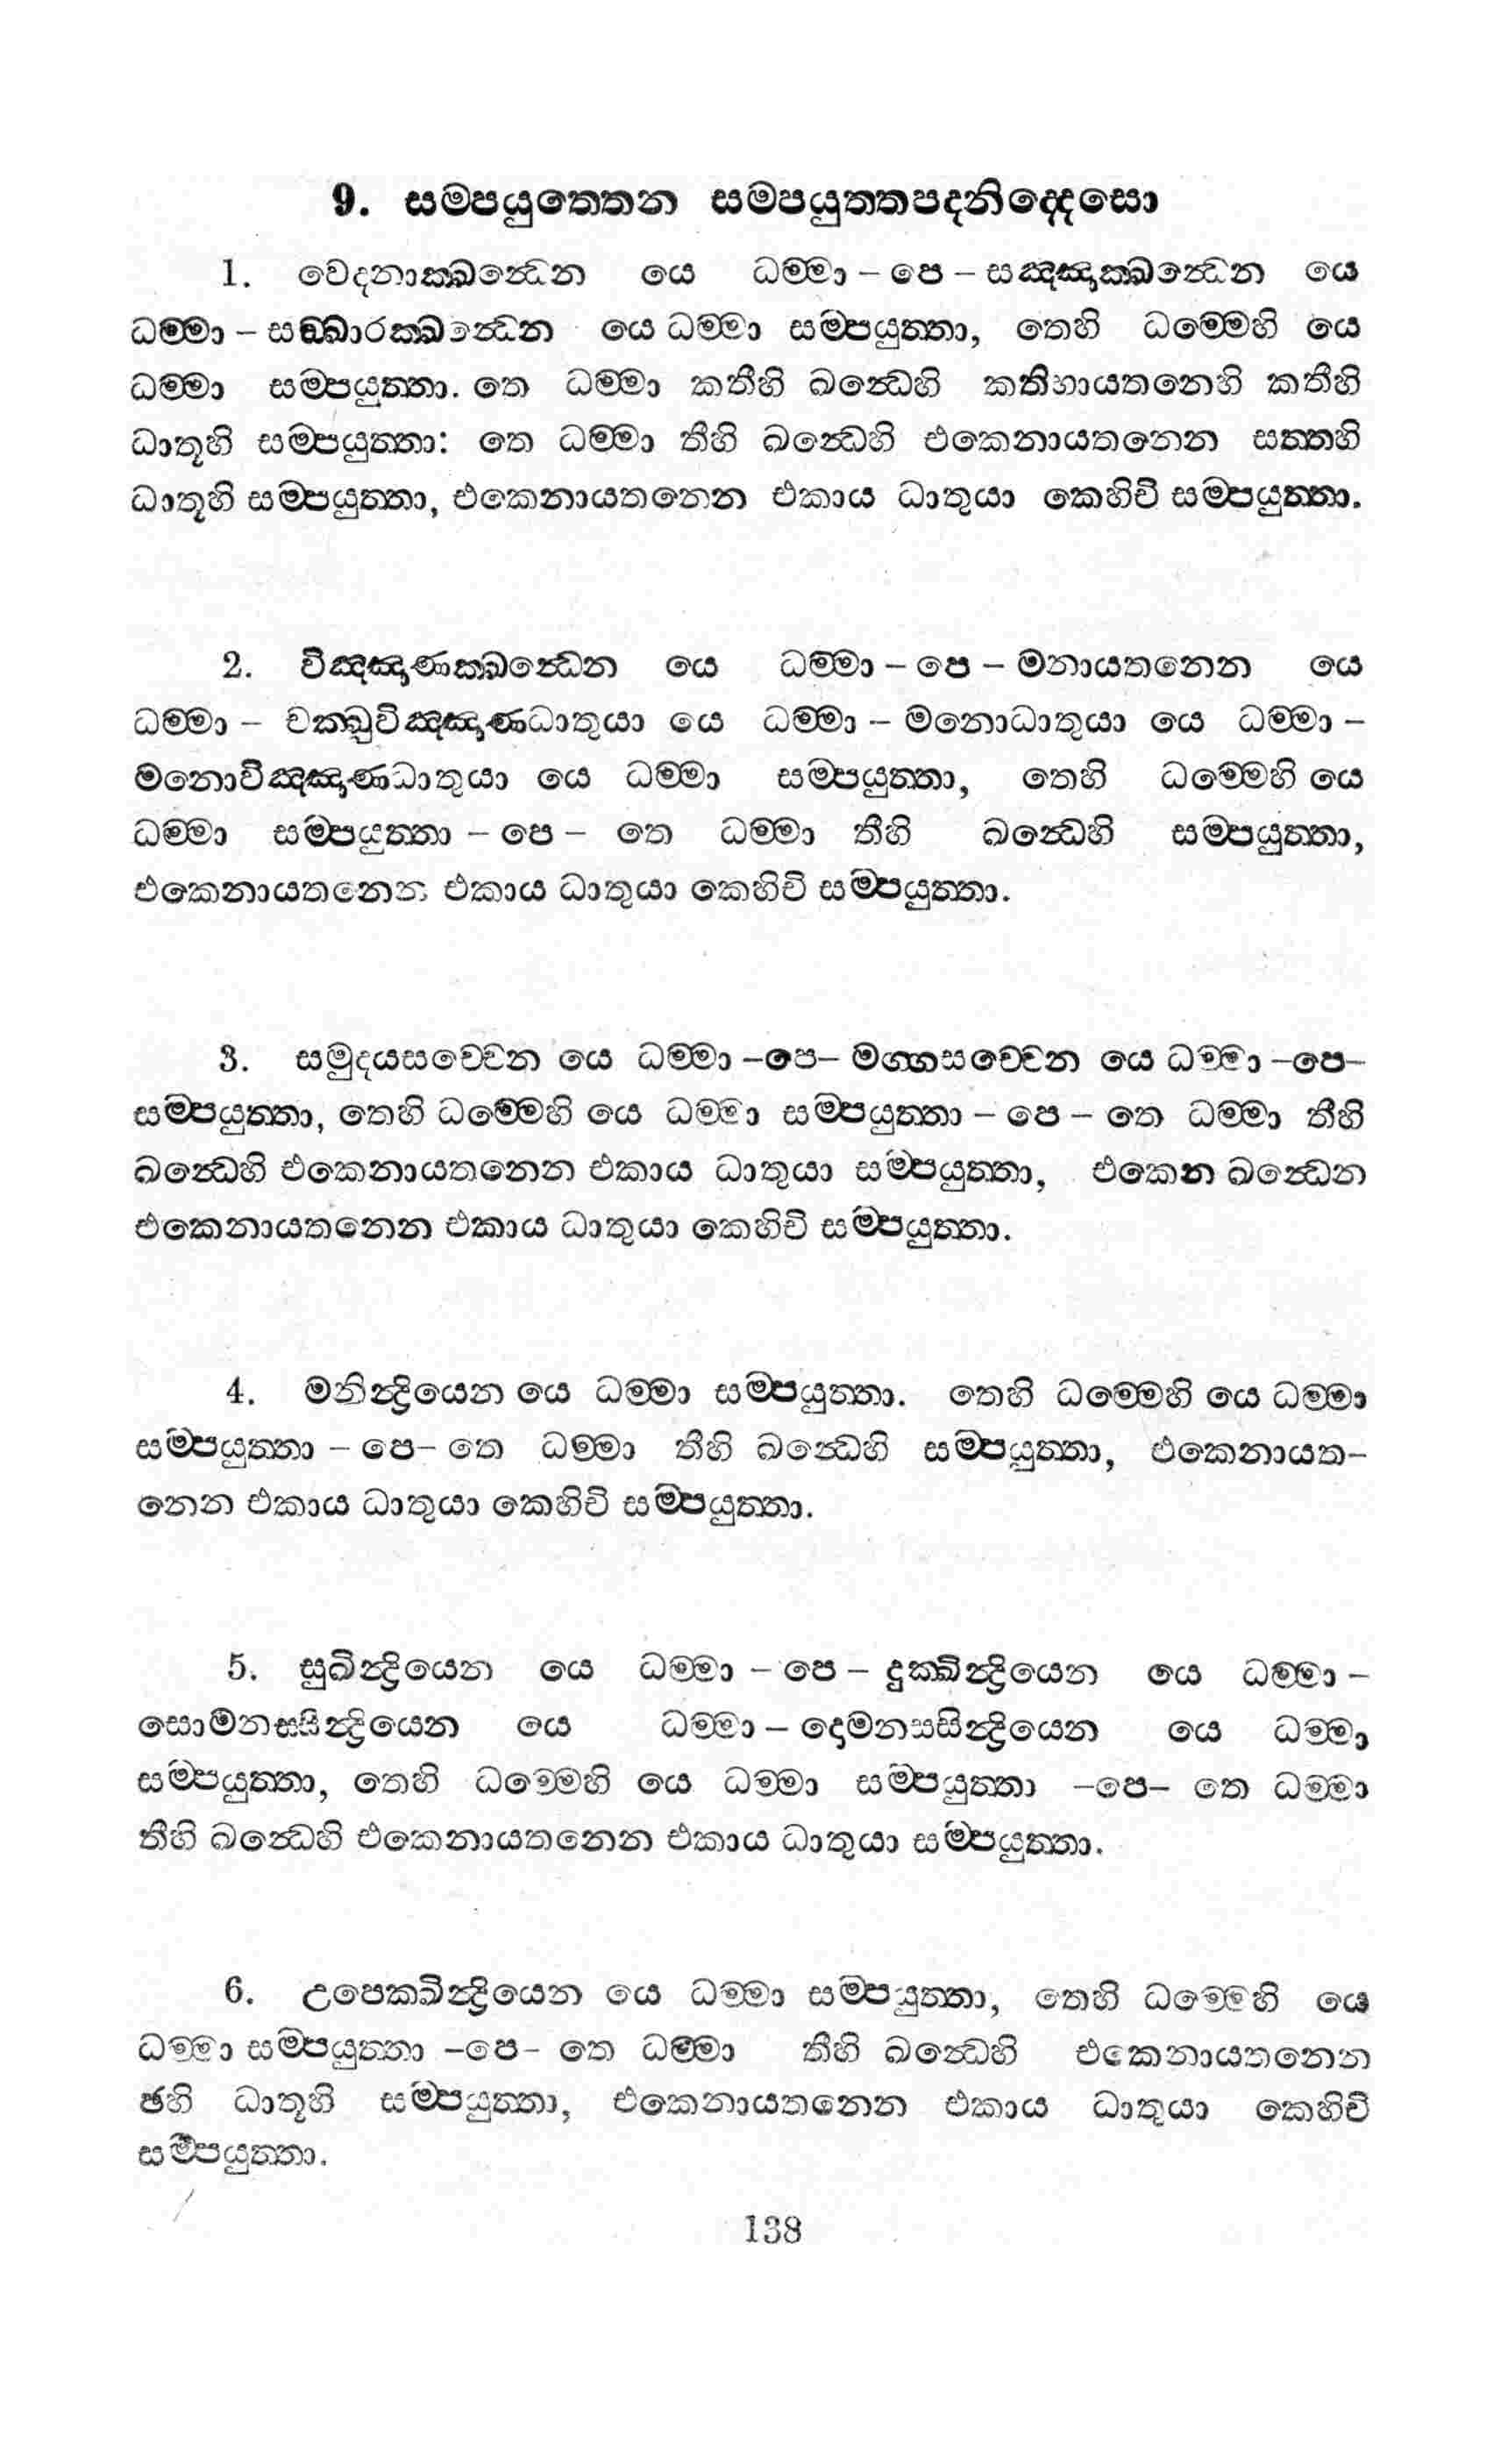 9. සම්පයුත්තෙන සම්පයුත්තපදනිද්දෙසො
1. වෙදනාක්ඛන්ධෙන යෙ ධම්මා – පෙ – සඤ්ඤාක්ඛන්ධෙන යෙ
ධම්මා – සඞ්ඛාරක්ඛන්ධෙන යෙ ධම්මා සම්පයුත්තා, තෙහි ධම්මෙහි යෙ
ධම්මා සම්පයුත්තා. තෙ ධම්මා කතීහි ඛන්ධෙහි කතිහායතනෙහි කතීහි
ධාතූහි සම්පයුත්තා: තෙ ධම්මා තීහි ඛන්ධෙහි එකෙනායතනෙන සත්තහි
ධාතූහි සම්පයුත්තා, එකෙනායතනෙන එකාය ධාතුයා කෙහිචි සම්පයුත්තා.
2. විඤ්ඤාණක්ඛන්ධෙන යෙ ධම්මා – පෙ – මනායතනෙන යෙ
ධම්මා – චක්ඛුවිඤ්ඤාණධාතුයා යෙ ධම්මා – මනොධාතුයා යෙ ධම්මා –
මනොවිඤ්ඤාණධාතුයා යෙ ධම්මා සම්පයුත්තා, තෙහි ධම්මෙහි යෙ
ධම්මා සම්පයුත්තා – පෙ – තෙ ධම්මා තීහි ඛන්ධෙහි සම්පයුත්තා,
එකෙනායතනෙන එකාය ධාතුයා කෙහිචි සම්පයුත්තා.
3. සමුදයසච්චෙන යෙ ධම්මා –පෙ– මග්ගසච්චෙන යෙ ධම්මා –පෙ–
සම්පයුත්තා, තෙහි ධම්මෙහි යෙ ධම්මා සම්පයුත්තා – පෙ – තෙ ධම්මා තීහි
ඛන්ධෙහි එකෙනායතනෙන එකාය ධාතුයා සම්පයුත්තා, එකෙන ඛන්ධෙන
එකෙනායතනෙන එකාය ධාතුයා කෙහිචි සම්පයුත්තා.
4. මනින්ද්‍රියෙන යෙ ධම්මා සම්පයුත්තා. තෙහි ධම්මෙහි යෙ ධම්මා
සම්පයුත්තා – පෙ– තෙ ධම්මා තීහි ඛන්ධෙහි සම්පයුත්තා, එකෙනායත–
නෙන එකාය ධාතුයා කෙහිචි සම්පයුත්තා.
5. සුඛින්ද්‍රියෙන යෙ ධම්මා – පෙ – දුක්ඛින්ද්‍රියෙන යෙ ධම්මා –
සොමනස්සින්ද්‍රියෙන යෙ ධම්මා – දොමනස්සින්ද්‍රියෙන යෙ ධම්මා
සම්පයුත්තා, තෙහි ධම්මෙහි යෙ ධම්මා සම්පයුත්තා –පෙ– තෙ ධම්මා
තීහි ඛන්ධෙහි එකෙනායතනෙන එකාය ධාතුයා සම්පයුත්තා.
6. උපෙක්ඛින්ද්‍රියෙන යෙ ධම්මා සම්පයුත්තා, තෙහි ධම්මෙහි යෙ
ධම්මා සම්පයුත්තා –පෙ– තෙ ධම්මා තීහි ඛන්ධෙහි එකෙනායතනෙන
ඡහි ධාතූහි සම්පයුත්තා, එකෙනායතනෙන එකාය ධාතුයා කෙහිචි
සම්පයුත්තා.
138